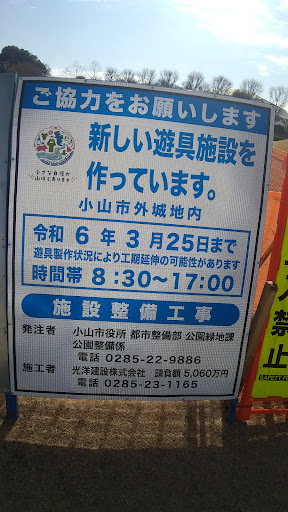 ご協力をお願いします
新しい遊具施設を
作っています。
小山市外城地内
令和 6 年 3 月 25日まで
遊具製作状況により工期延伸の可能性があります
時間帯 8:30～17:00
施設整備工事
発注者 小山市役所 都市整備部 公園緑地課
公園整備係
電話 0285-22-9886
施工者 光洋建設株式会社 請負額 5,060万円
電話 0285-23-1165
禁止